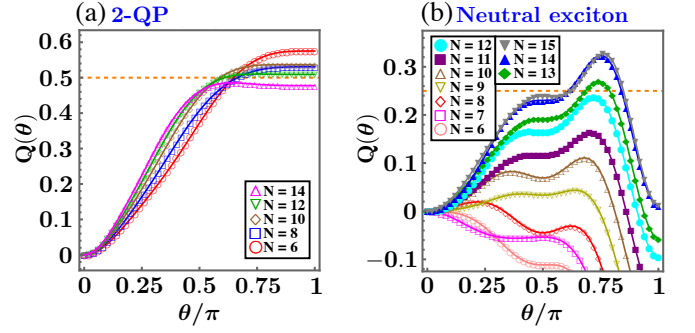 (a) 2-QP
0.6
0.5
0.4
0.3
0.2
0.1
0
Q(θ)
N = 14
N = 12
N = 10
N = 8
N = 6
0 0.25 0.5 0.75 1
θ/π
(b) Neutral exciton
0.3
0.2
0.1
0
−0.1
Q(θ)
N = 12 N = 15
N = 11 N = 14
N = 10 N = 13
N = 9
N = 8
N = 7
N = 6
0 0.25 0.5 0.75 1
θ/π